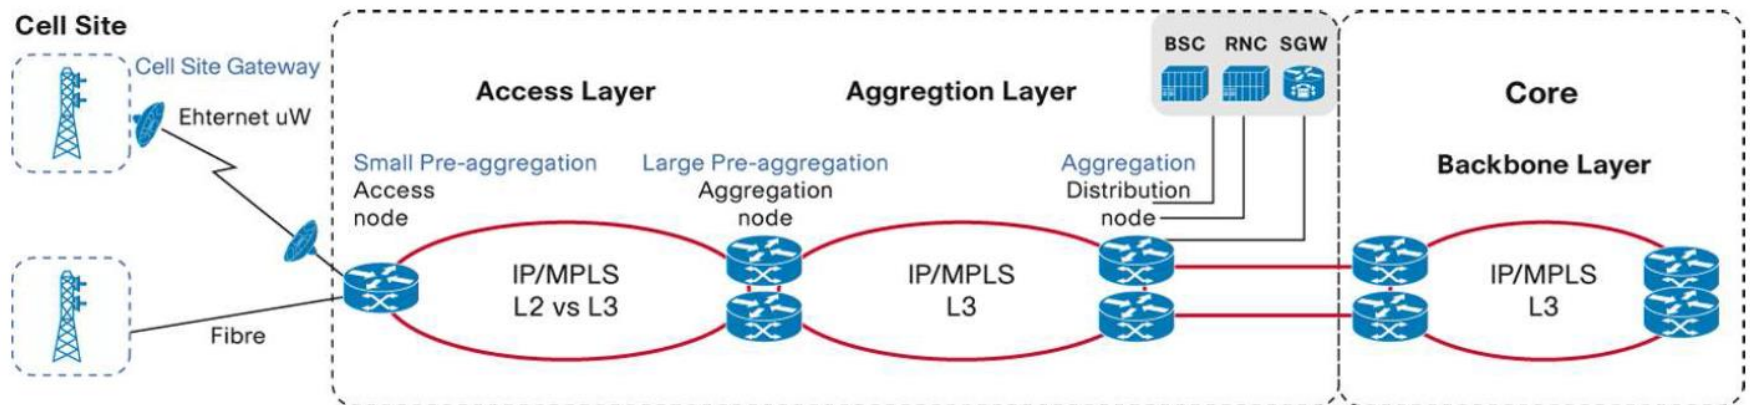 Cell Site
Cell Site Gateway
Ehternet uW
Fibre
Access Layer
Small Pre-aggregation
Access
node
IP/MPLS
L2 vs L3
Aggregtion Layer
Large Pre-aggregation
Aggregation
node
IP/MPLS
L3
BSC RNC SGW
Aggregation
Distribution
node
Core
Backbone Layer
IP/MPLS
L3